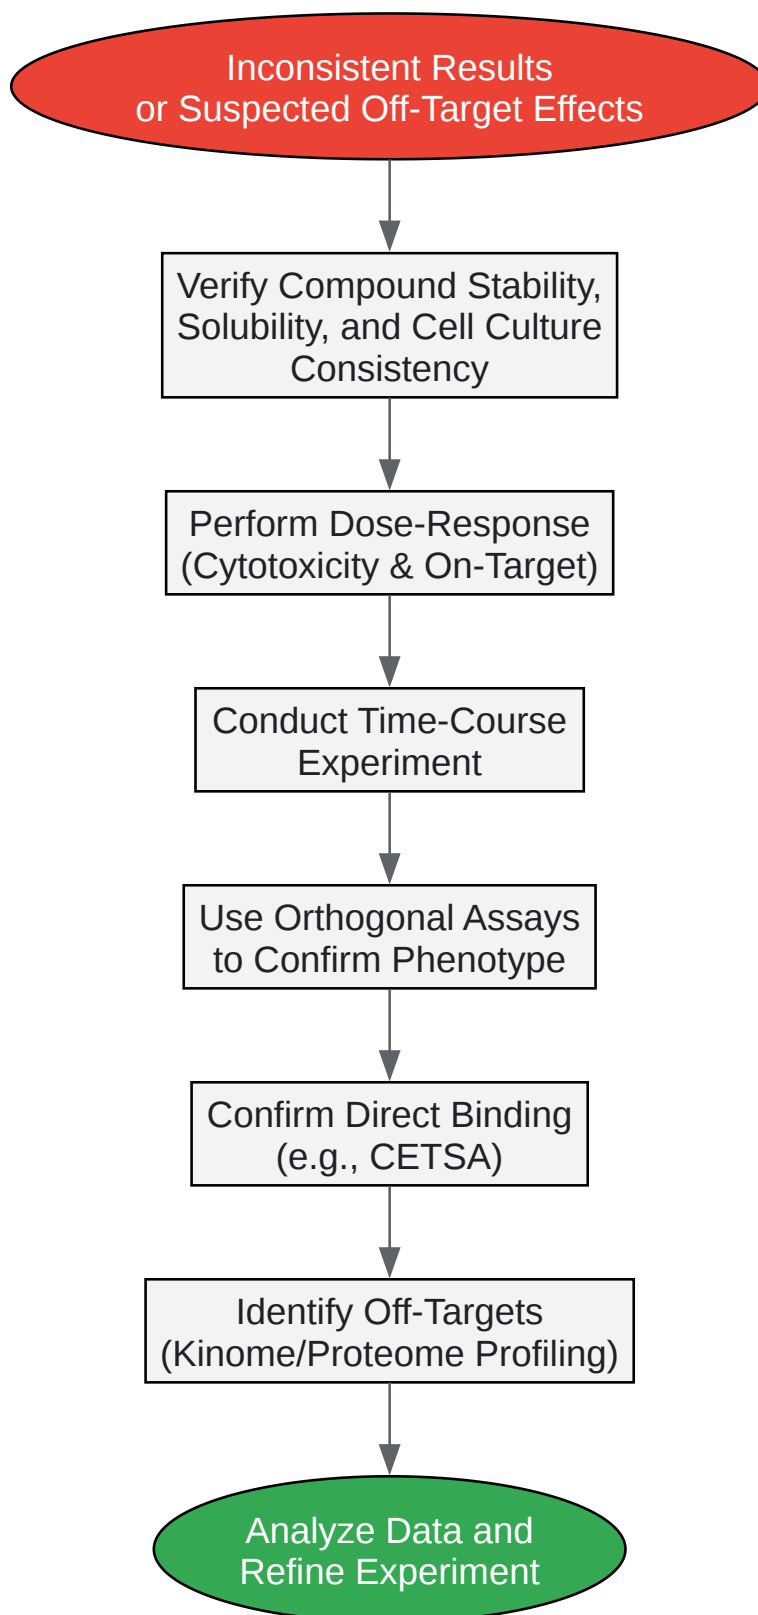 Inconsistent Results
or Suspected Off-Target Effects
Verify Compound Stability,
Solubility, and Cell Culture
Consistency
Perform Dose-Response
(Cytotoxicity & On-Target)
Conduct Time-Course
Experiment
Use Orthogonal Assays
to Confirm Phenotype
Confirm Direct Binding
(e.g., CETSA)
Identify Off-Targets
(Kinome/Proteome Profiling)
Analyze Data and
Refine Experiment